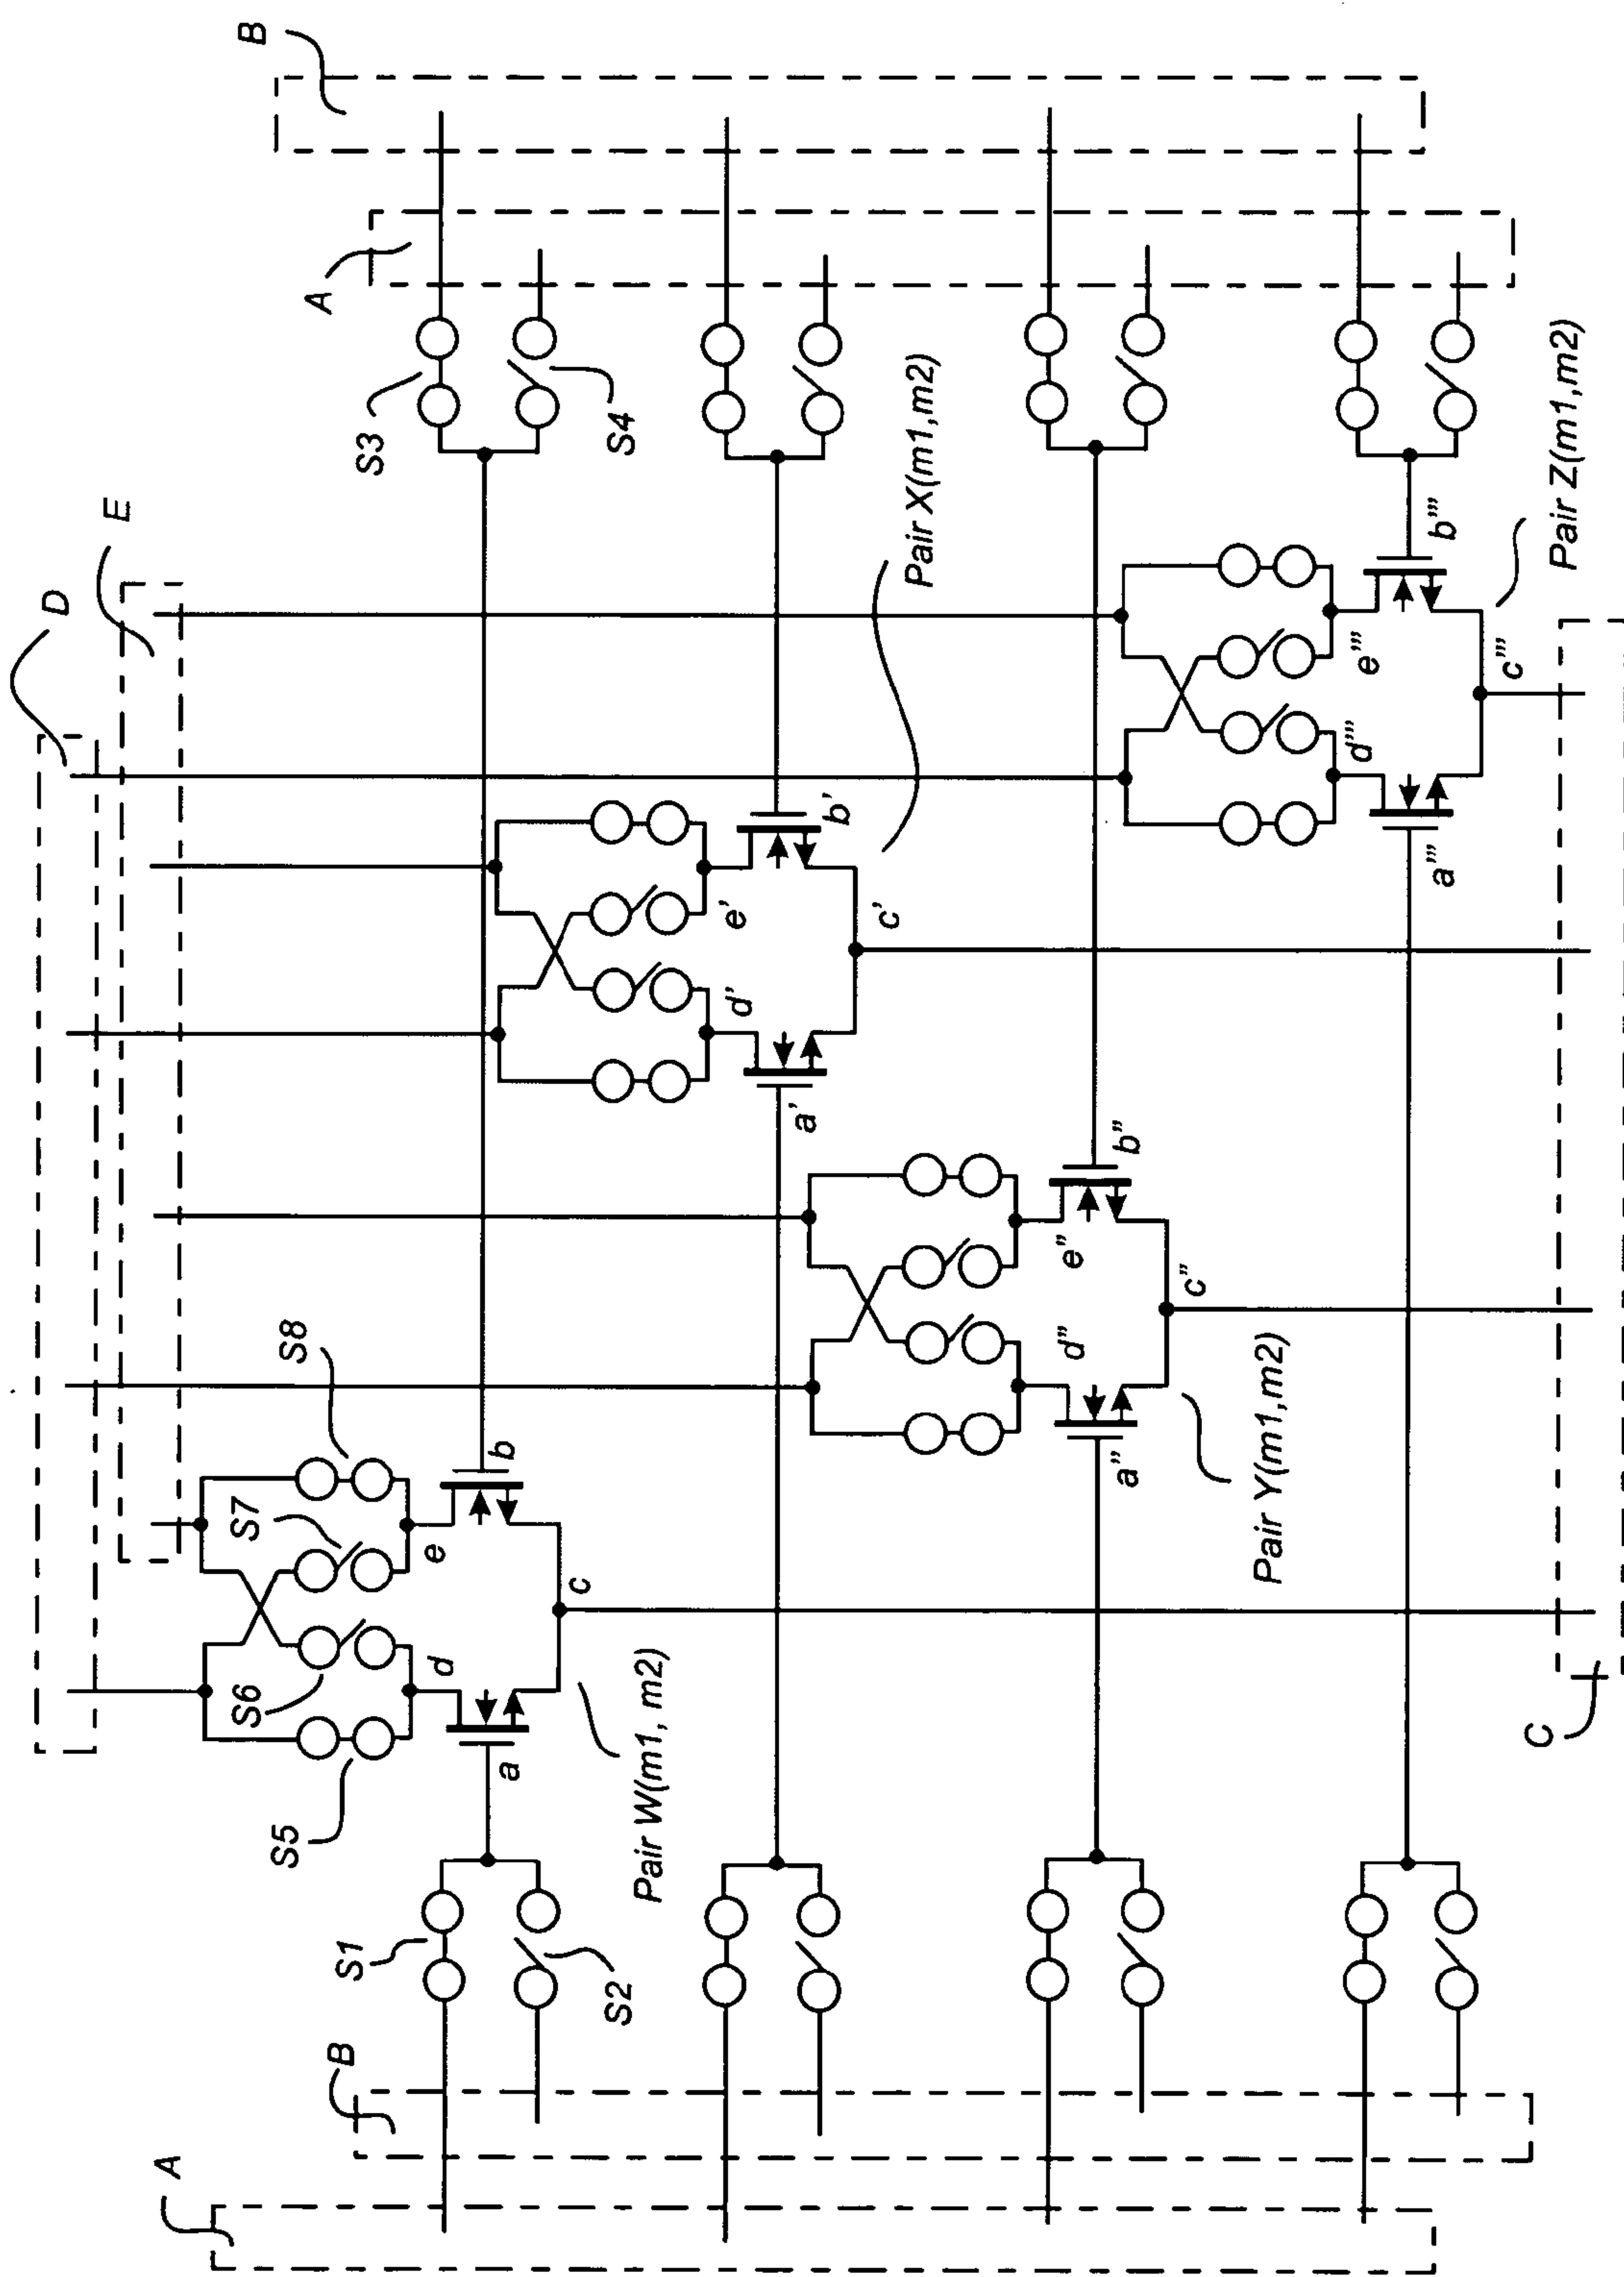 D
E
B
A
S3
S4
S8
S7
S6
S5
e
d
b
a
c
S1
S2
B
A
Pair W(m1, m2)
e'
d'
b'
a'
c'
Pair X(m1,m2)
e"
d"
b"
a"
c"
Pair Y(m1,m2)
e'''
d'''
b'''
a'''
c'''
Pair Z(m1,m2)
C